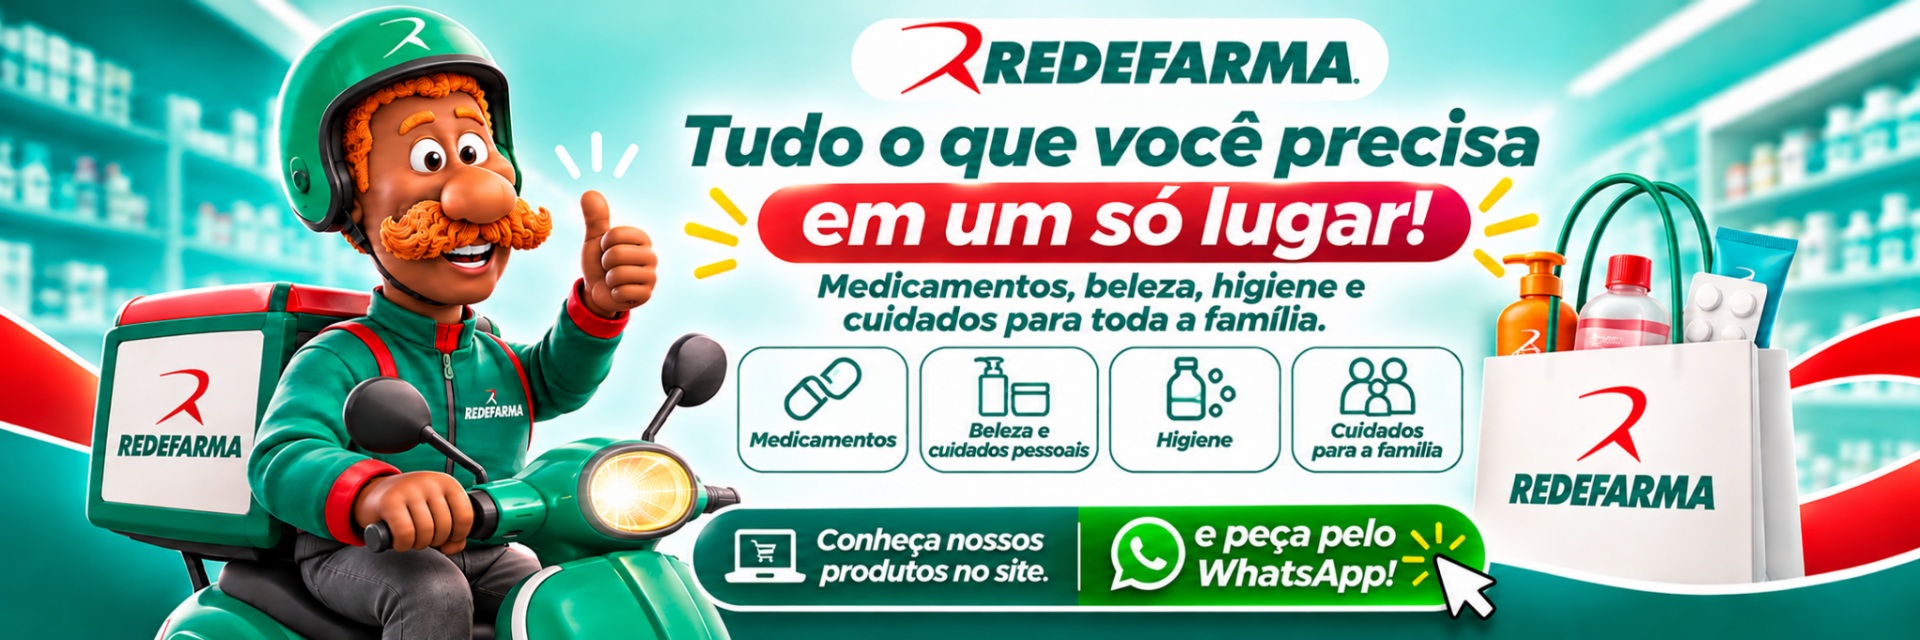 REDEFARMA.
Tudo o que você precisa
em um só lugar!
Medicamentos, beleza, higiene e
cuidados para toda a família.
Medicamentos
Beleza e
cuidados pessoais
Higiene
Cuidados
para a família
Conheça nossos
produtos no site.
e peça pelo
WhatsApp!
REDEFARMA
REDEFARMA
REDEFARMA